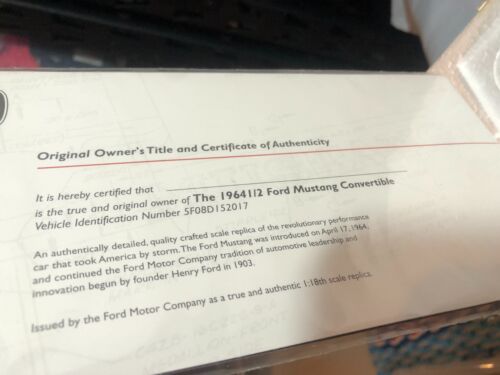 Original Owner's Title and Certificate of Authenticity
It is hereby certified that
is the true and original owner of The 19641/2 Ford Mustang Convertible
Vehicle Identification Number 5F08D152017
An authentically detailed, quality crafted scale replica of the revolutionary performance
car that took America by storm.The Ford Mustang was introduced on April 17, 1964,
and continued the Ford Motor Company tradition of automotive leadership and
innovation begun by founder Henry Ford in 1903.
Issued by the Ford Motor Company as a true and authentic 1:18th scale replica.